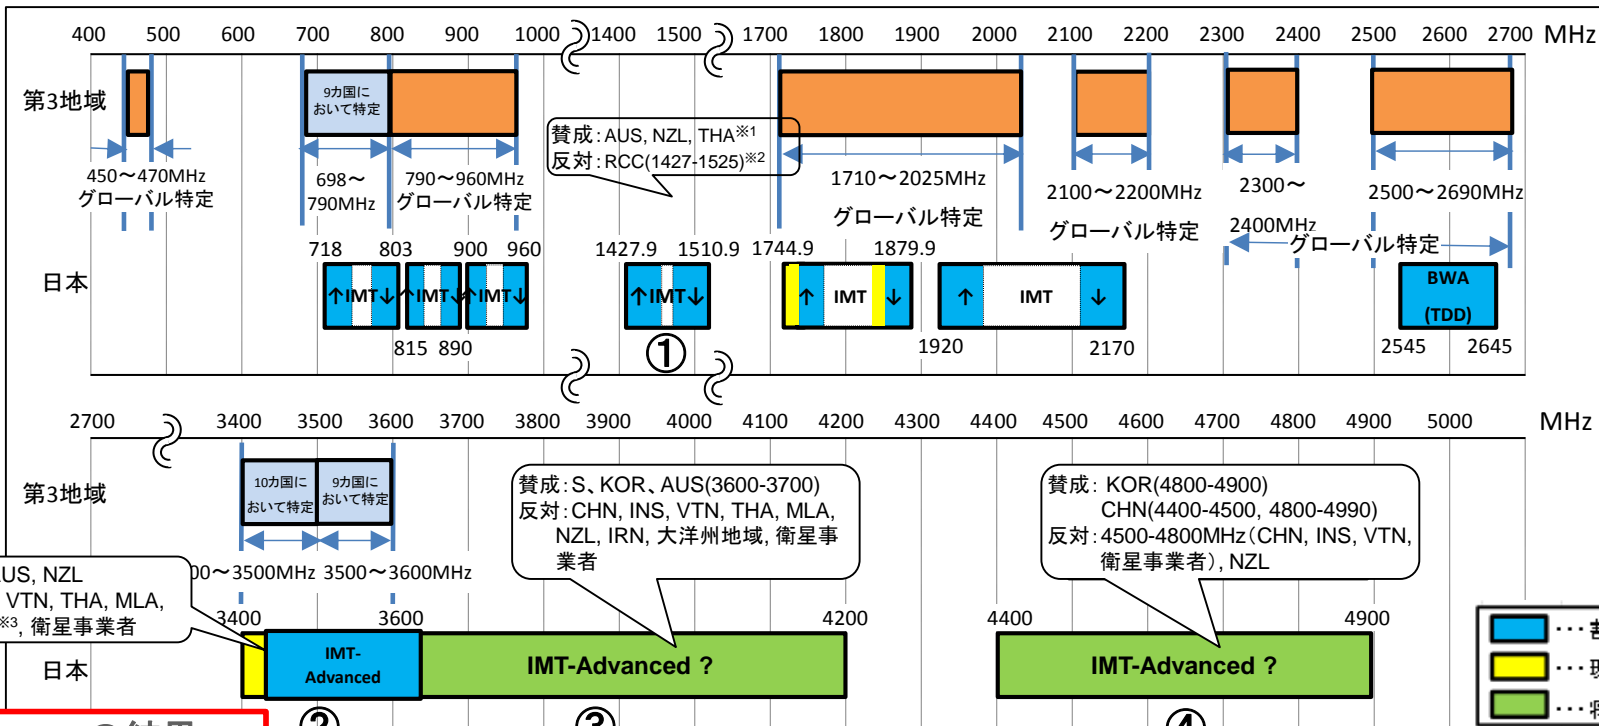 400 500 600 700 800 900 1000 1400 1500 1700 1800 1900 2000 2100 2200 2300 2400 2500 2600 2700 MHz
第3地域
9カ国に
おいて特定
賛成：AUS, NZL, THA※1
反対：RCC(1427-1525)※2
450～470MHz
グローバル特定
698～
790MHz
790～960MHz
グローバル特定
1710～2025MHz
グローバル特定
2100～2200MHz
グローバル特定
2300～
2400MHz
2500～2690MHz
グローバル特定
718 803 900 960 1427.9 1510.9 1744.9 1879.9
日本
↑IMT↓ ↑IMT↓ ↑IMT↓ ↑IMT↓ ↑ IMT ↓ ↑ IMT ↓
BWA
(TDD)
815 890 ① 1920 2170 2545 2645
2700 3400 3500 3600 3700 3800 3900 4000 4100 4200 4300 4400 4500 4600 4700 4800 4900 5000 MHz
第3地域
10カ国に
おいて特定
9カ国に
おいて特定
賛成：S、KOR、AUS(3600-3700)
反対：CHN, INS, VTN, THA, MLA,
NZL, IRN, 大洋州地域, 衛星事
業者
賛成： KOR(4800-4900)
CHN(4400-4500, 4800-4990)
反対：4500-4800MHz（CHN, INS, VTN,
衛星事業者）, NZL
00～3500MHz 3500～3600MHz
US, NZL
VTN, THA, MLA,
※3, 衛星事業者
3400 3600 4200 4400 4900
日本
IMT-
Advanced
IMT-Advanced ?
IMT-Advanced ?
② ③ ④
の結果
･･･
･･･
･･･